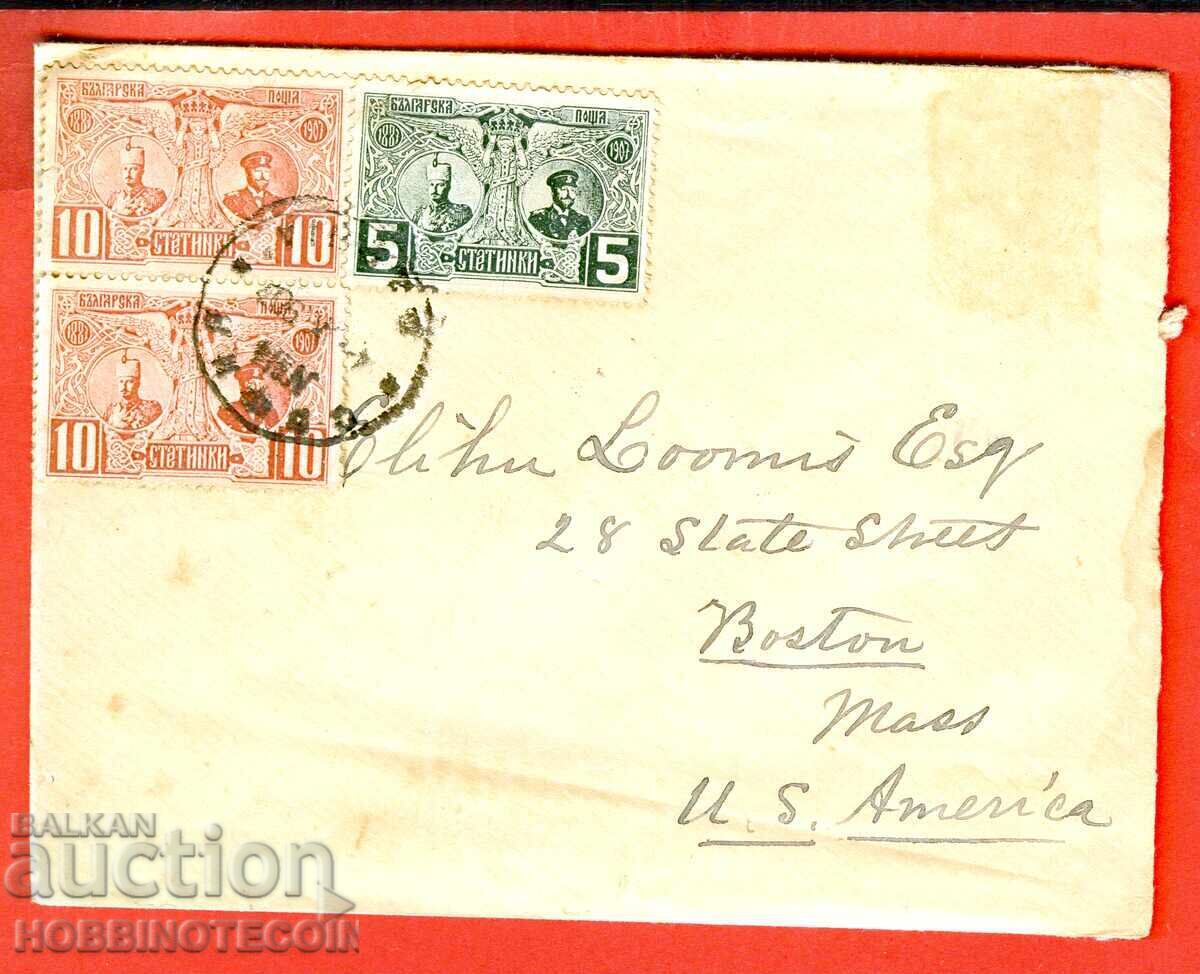 БЪЛГАРСКА ПОЩА
1887 1907
10 СТОТИНКИ 10
БЪЛГАРСКА ПОЩА
1887 1907
5 СТОТИНКИ 5
БЪЛГАРСКА ПОЩА
1887 1907
10 СТОТИНКИ 10
Elihu Loomis Esq
28 State Street
Boston
Mass
U. S. America
BALKAN
auction
HOBBINOTECOIN